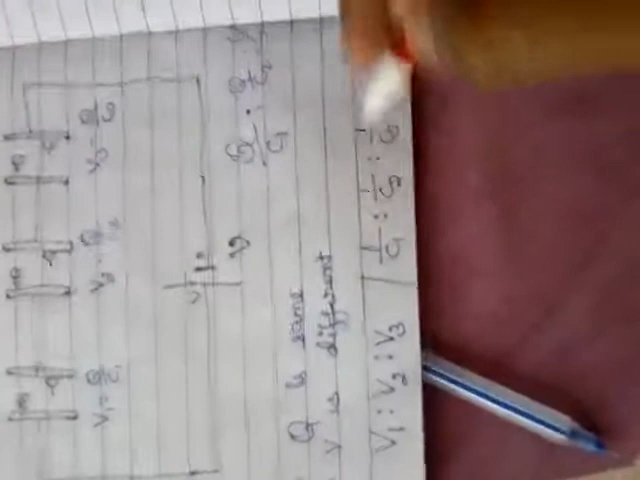 V₁ = Q/C₁ V₂ = Q/C₂ V₃ = Q/C₃
V
Q is same
V is different
V₁ : V₂ : V₃ 1/C₁ : 1/C₂ : 1/C₃